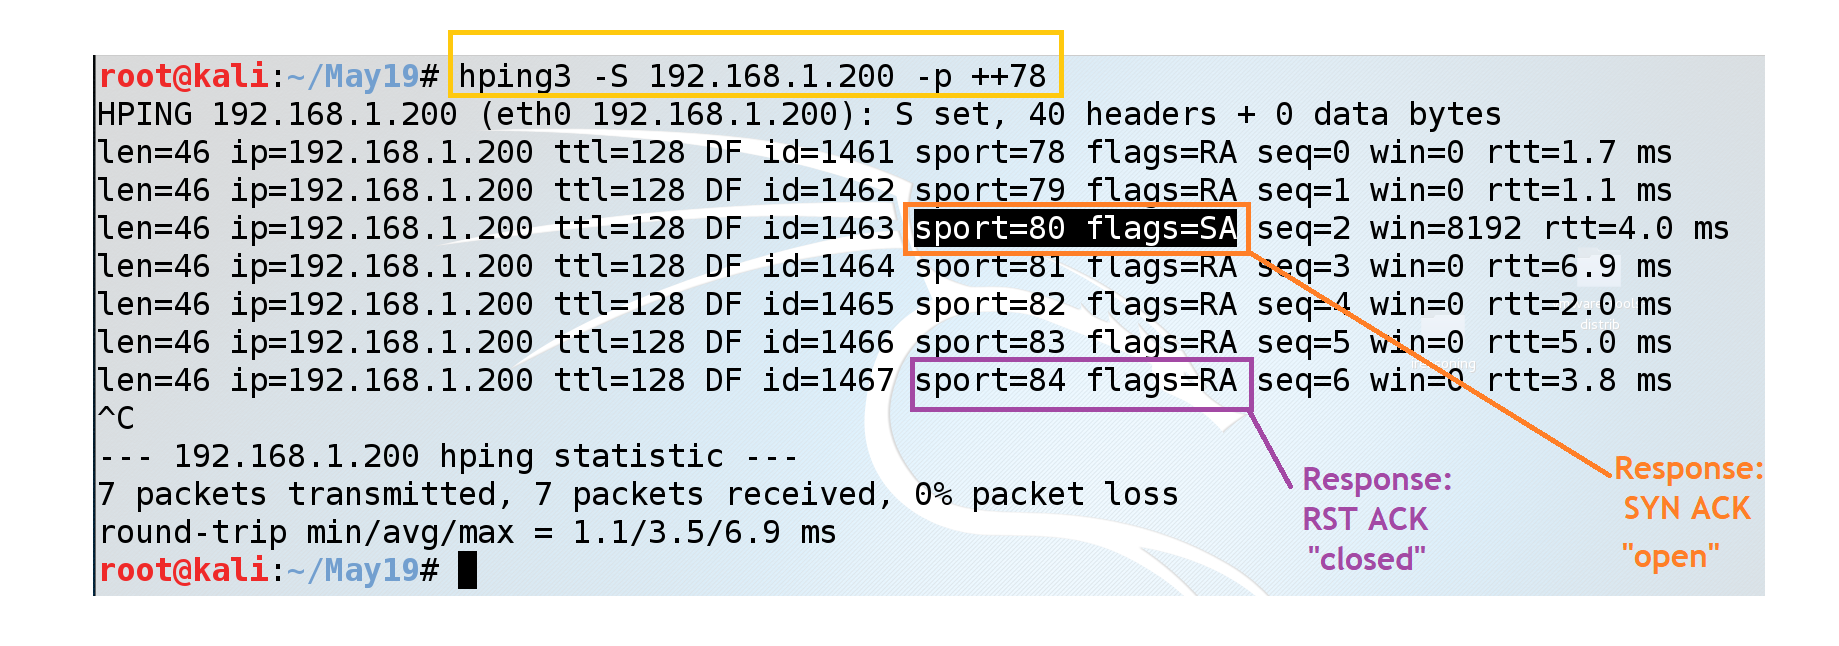 root@kali:~/May19# hping3 -S 192.168.1.200 -p ++78
HPING 192.168.1.200 (eth0 192.168.1.200): S set, 40 headers + 0 data bytes
len=46 ip=192.168.1.200 ttl=128 DF id=1461 sport=78 flags=RA seq=0 win=0 rtt=1.7 ms
len=46 ip=192.168.1.200 ttl=128 DF id=1462 sport=79 flags=RA seq=1 win=0 rtt=1.1 ms
len=46 ip=192.168.1.200 ttl=128 DF id=1463 sport=80 flags=SA seq=2 win=8192 rtt=4.0 ms
len=46 ip=192.168.1.200 ttl=128 DF id=1464 sport=81 flags=RA seq=3 win=0 rtt=6.9 ms
len=46 ip=192.168.1.200 ttl=128 DF id=1465 sport=82 flags=RA seq=4 win=0 rtt=2.0 ms
len=46 ip=192.168.1.200 ttl=128 DF id=1466 sport=83 flags=RA seq=5 win=0 rtt=5.0 ms
len=46 ip=192.168.1.200 ttl=128 DF id=1467 sport=84 flags=RA seq=6 win=0 rtt=3.8 ms
^C
--- 192.168.1.200 hping statistic ---
7 packets transmitted, 7 packets received, 0% packet loss
round-trip min/avg/max = 1.1/3.5/6.9 ms
root@kali:~/May19#
Response:
RST ACK
"closed"
Response:
SYN ACK
"open"
distrib